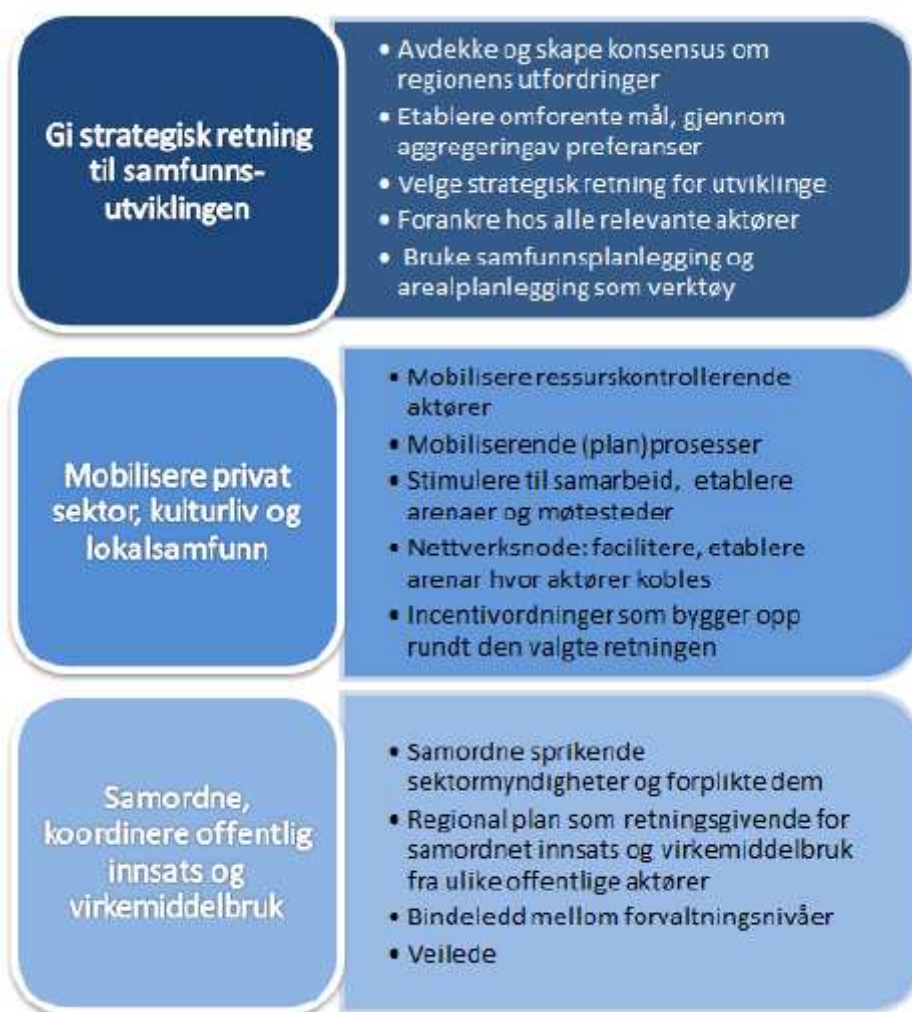 Gi strategisk retning
til samfunns-
utviklingen
• Avdekke og skape konsensus om
regionens utfordringer
• Etablere omforente mål, gjennom
aggregeringav preferanser
• Velge strategisk retning for utviklinge
• Forankre hos alle relevante aktører
• Bruke samfunnsplanlegging og
arealplanlegging som verktøy
Mobilisere privat
sektor, kulturliv og
lokalsamfunn
• Mobilisere ressurskontrollerende
aktører
• Mobiliserende (plan)prosesser
• Stimulere til samarbeid, etablere
arenaer og møtesteder
• Nettverksnode: facilitere, etablere
arenar hvor aktører kobles
• Incentivordninger som bygger opp
rundt den valgte retningen
Samordne,
koordinere offentlig
innsats og
virkemiddelbruk
• Samordne sprikende
sektormyndigheter og forplikte dem
• Regional plan som retningsgivende for
samordnet innsats og virkemiddelbruk
fra ulike offentlige aktører
• Bindeledd mellom forvaltningsnivåer
• Veilede